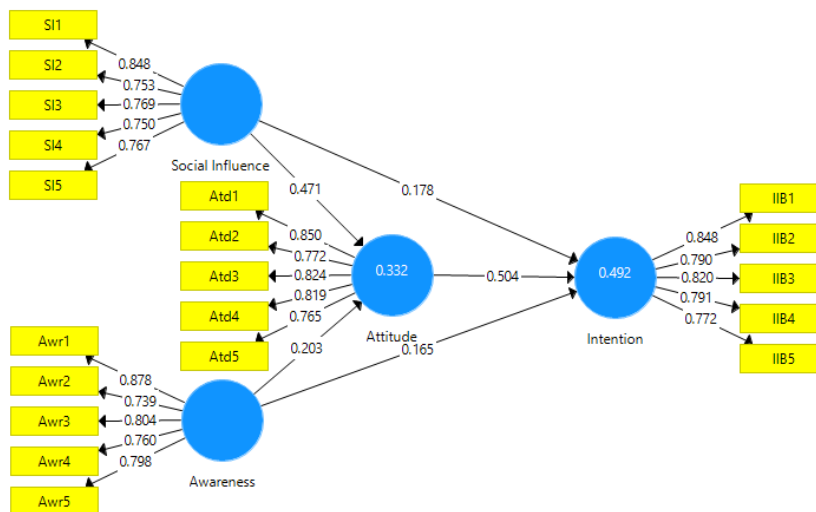 SI1
SI2
SI3
SI4
SI5
0.848
0.753
0.769
0.750
0.767
Social Influence
0.471
0.178
Atd1
Atd2
Atd3
Atd4
Atd5
0.850
0.772
0.824
0.819
0.765
0.332
Attitude
0.504
0.203
0.165
0.492
Intention
0.848
0.790
0.820
0.791
0.772
IIB1
IIB2
IIB3
IIB4
IIB5
Awr1
Awr2
Awr3
Awr4
Awr5
0.878
0.739
0.804
0.760
0.798
Awareness